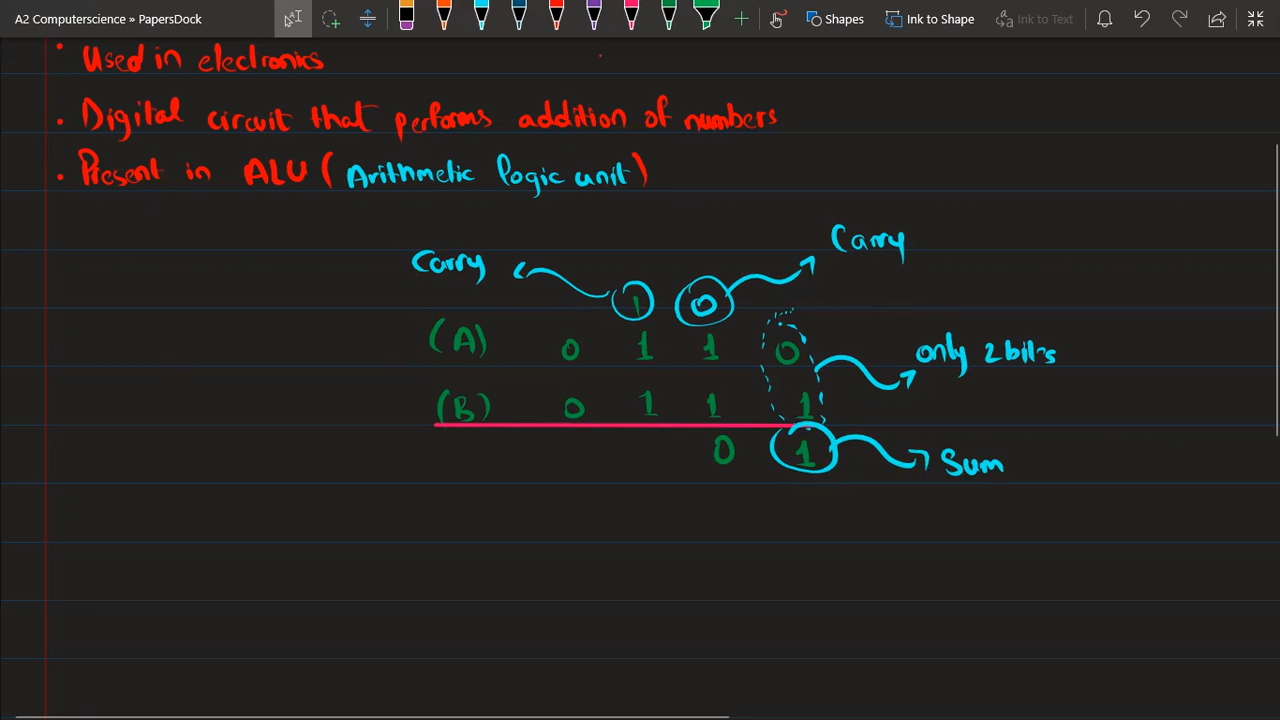 A2 Computerscience » PapersDock
Shapes
Ink to Shape
Ink to Text
• Used in electronics
• Digital circuit that performs addition of numbers
• Present in ALU (Arithmetic logic unit)
Carry
Carry
1 0
(A) 0 1 1 0
only 2 bits
(B) 0 1 1 1
0 1
Sum